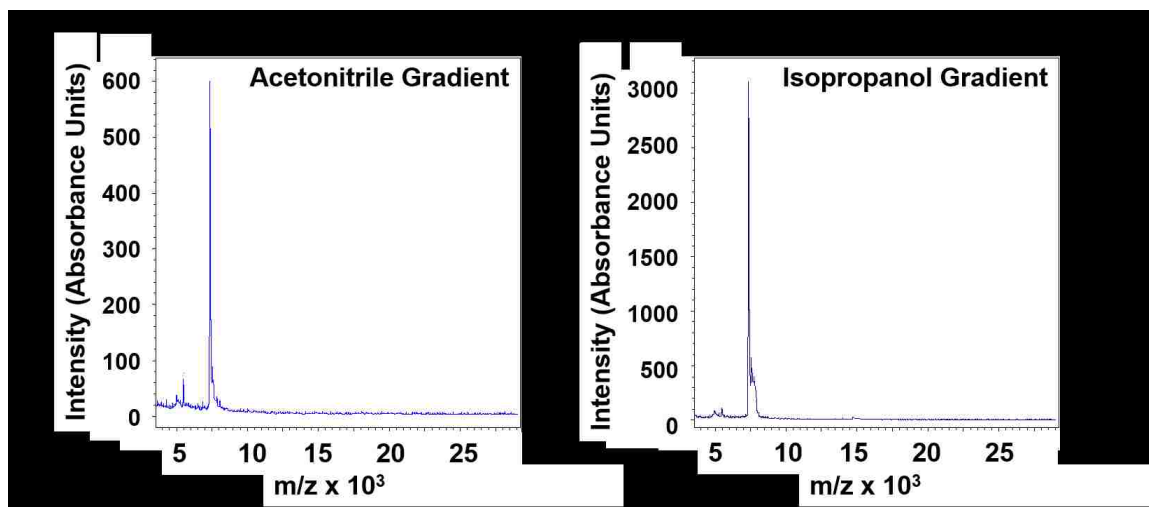 Acetonitrile Gradient
Intensity (Absorbance Units)
600
500
400
300
200
100
0
5 10 15 20 25
m/z x 10³
Isopropanol Gradient
Intensity (Absorbance Units)
3000
2500
2000
1500
1000
500
0
5 10 15 20 25
m/z x 10³